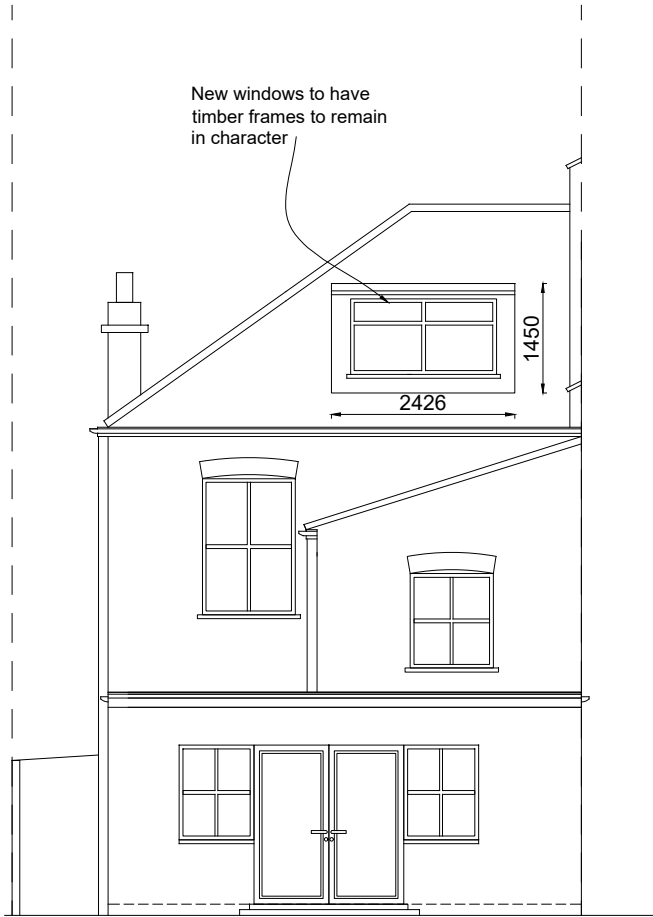 New windows to have
timber frames to remain
in character
1450
2426